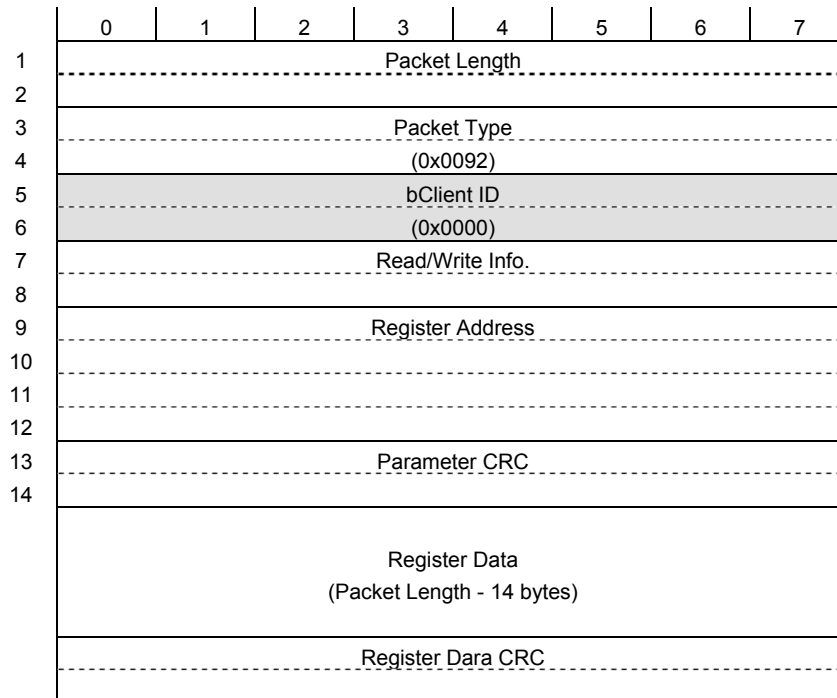 0 1 2 3 4 5 6 7
1 Packet Length
2
3 Packet Type
4 (0x0092)
5 bClient ID
6 (0x0000)
7 Read/Write Info.
8
9 Register Address
10
11
12
13 Parameter CRC
14
Register Data
(Packet Length - 14 bytes)
Register Dara CRC